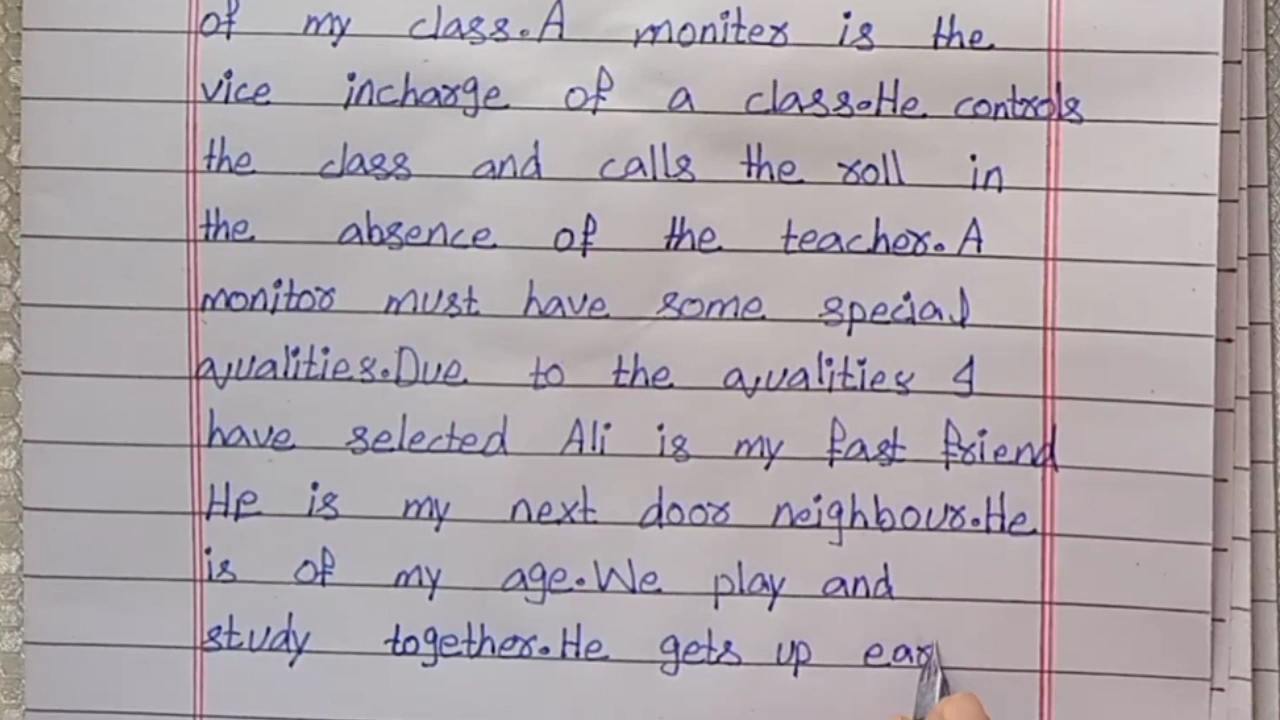 of my class.A moniter is the
vice incharge of a class.He controls
the class and calls the roll in
the absence of the teacher.A
monitor must have some special
qualities.Due to the qualities I
have selected Ali is my fast friend
He is my next door neighbour.He
is of my age.We play and
study together.He gets up ear